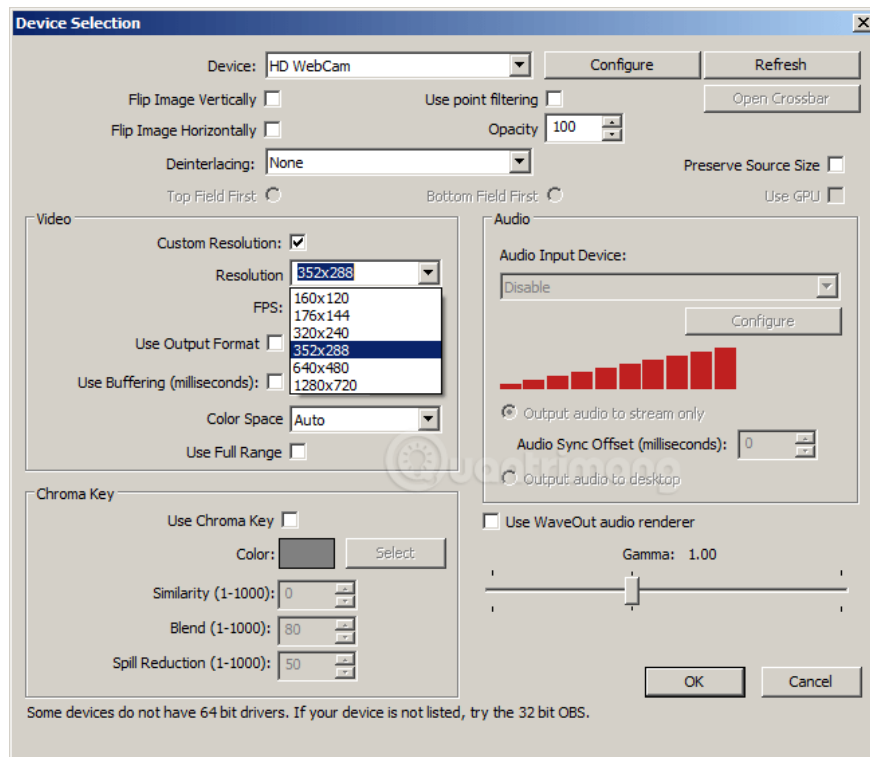 Device Selection
Device: HD WebCam Configure Refresh
Flip Image Vertically Use point filtering Open Crossbar
Flip Image Horizontally Opacity 100
Deinterlacing: None Preserve Source Size
Top Field First Bottom Field First Use GPU
Video
Custom Resolution:
Resolution 352x288
160x120
176x144
FPS:
320x240
Use Output Format
352x288
640x480
Use Buffering (milliseconds):
1280x720
Color Space Auto
Use Full Range
Audio
Audio Input Device:
Disable
Configure
Output audio to stream only
Audio Sync Offset (milliseconds): 0
Output audio to desktop
Quantrimang
Chroma Key
Use Chroma Key
Color: Select
Similarity (1-1000): 0
Blend (1-1000): 80
Spill Reduction (1-1000): 50
Use WaveOut audio renderer
Gamma: 1.00
OK Cancel
Some devices do not have 64 bit drivers. If your device is not listed, try the 32 bit OBS.